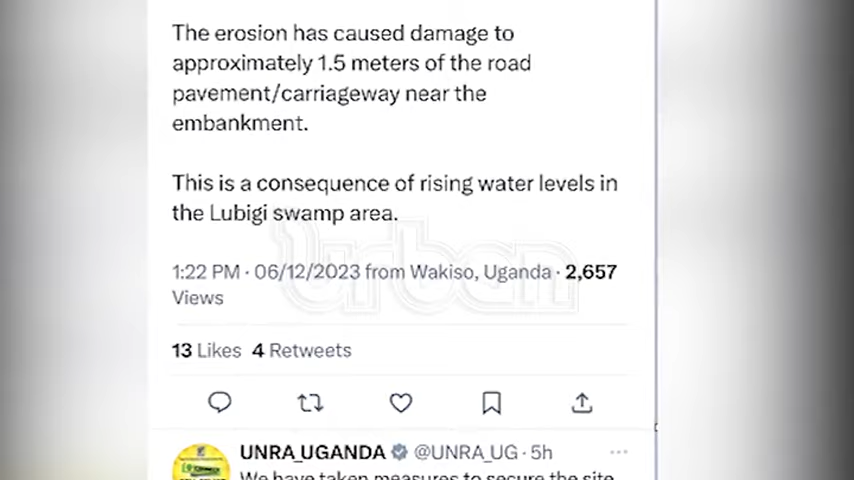 The erosion has caused damage to
approximately 1.5 meters of the road
pavement/carriageway near the
embankment.
This is a consequence of rising water levels in
the Lubigi swamp area.
urban
1:22 PM · 06/12/2023 from Wakiso, Uganda · 2,657
Views
13 Likes 4 Retweets
UNRA_UGANDA @UNRA_UG · 5h
We have taken measures to secure the site